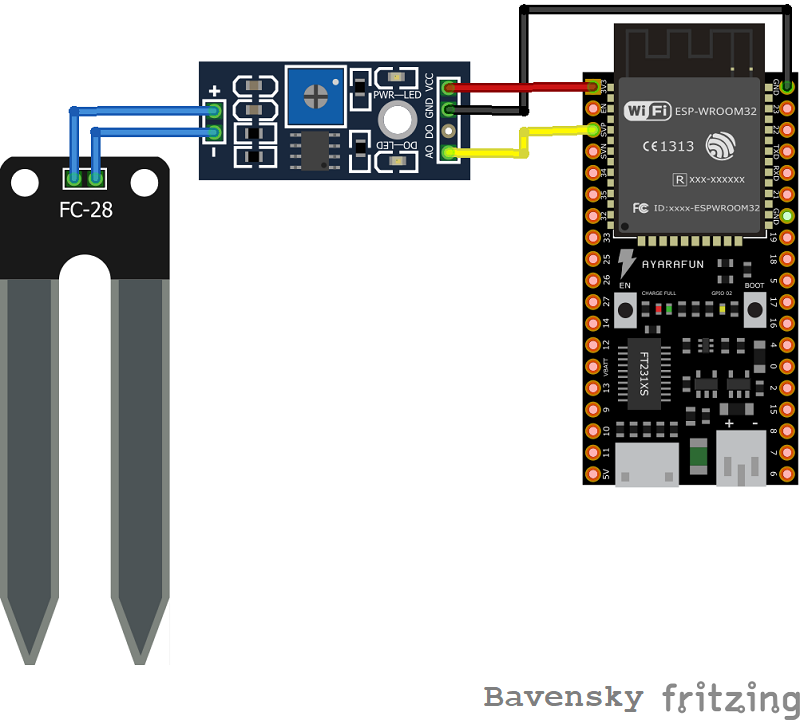 +
-
PWR-LED
DO-LED
VCC
GND
DO
AO
FC-28
3V3
EN
SVP
SVN
34
35
32
33
25
26
27
14
12
VBATT
13
9
10
11
5V
GND
23
22
TXD
RXD
21
GND
19
18
5
17
16
4
0
2
15
8
7
6
WiFi ESP-WROOM32
CE1313
R xxx-xxxxxx
FC ID:xxxx-ESPWROOM32
AYARAFUN
EN
CHARGE FULL
GPIO 02
BOOT
FT231XS
+ -
Bavensky fritzing